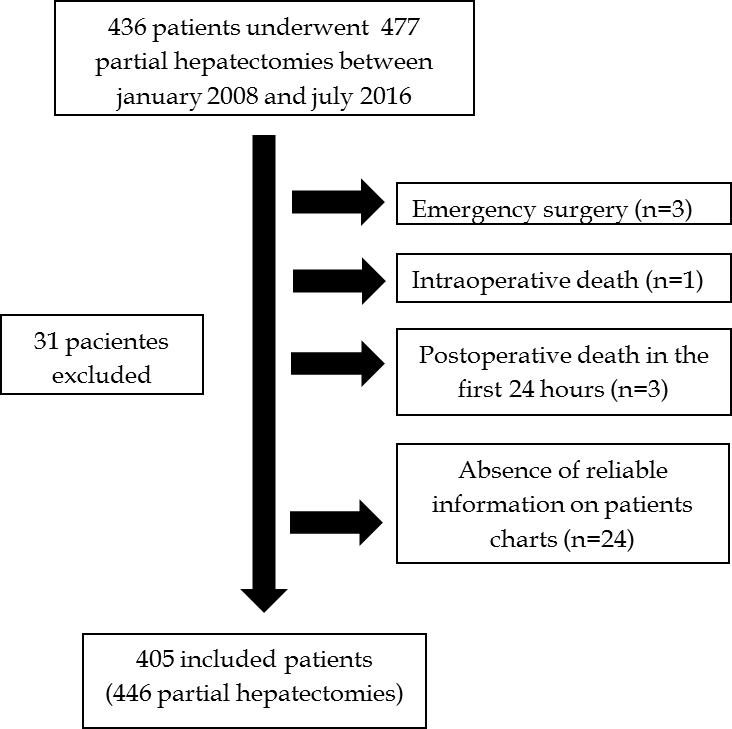 436 patients underwent 477
partial hepatectomies between
january 2008 and july 2016
Emergency surgery (n=3)
Intraoperative death (n=1)
31 pacientes
excluded
Postoperative death in the
first 24 hours (n=3)
Absence of reliable
information on patients
charts (n=24)
405 included patients
(446 partial hepatectomies)